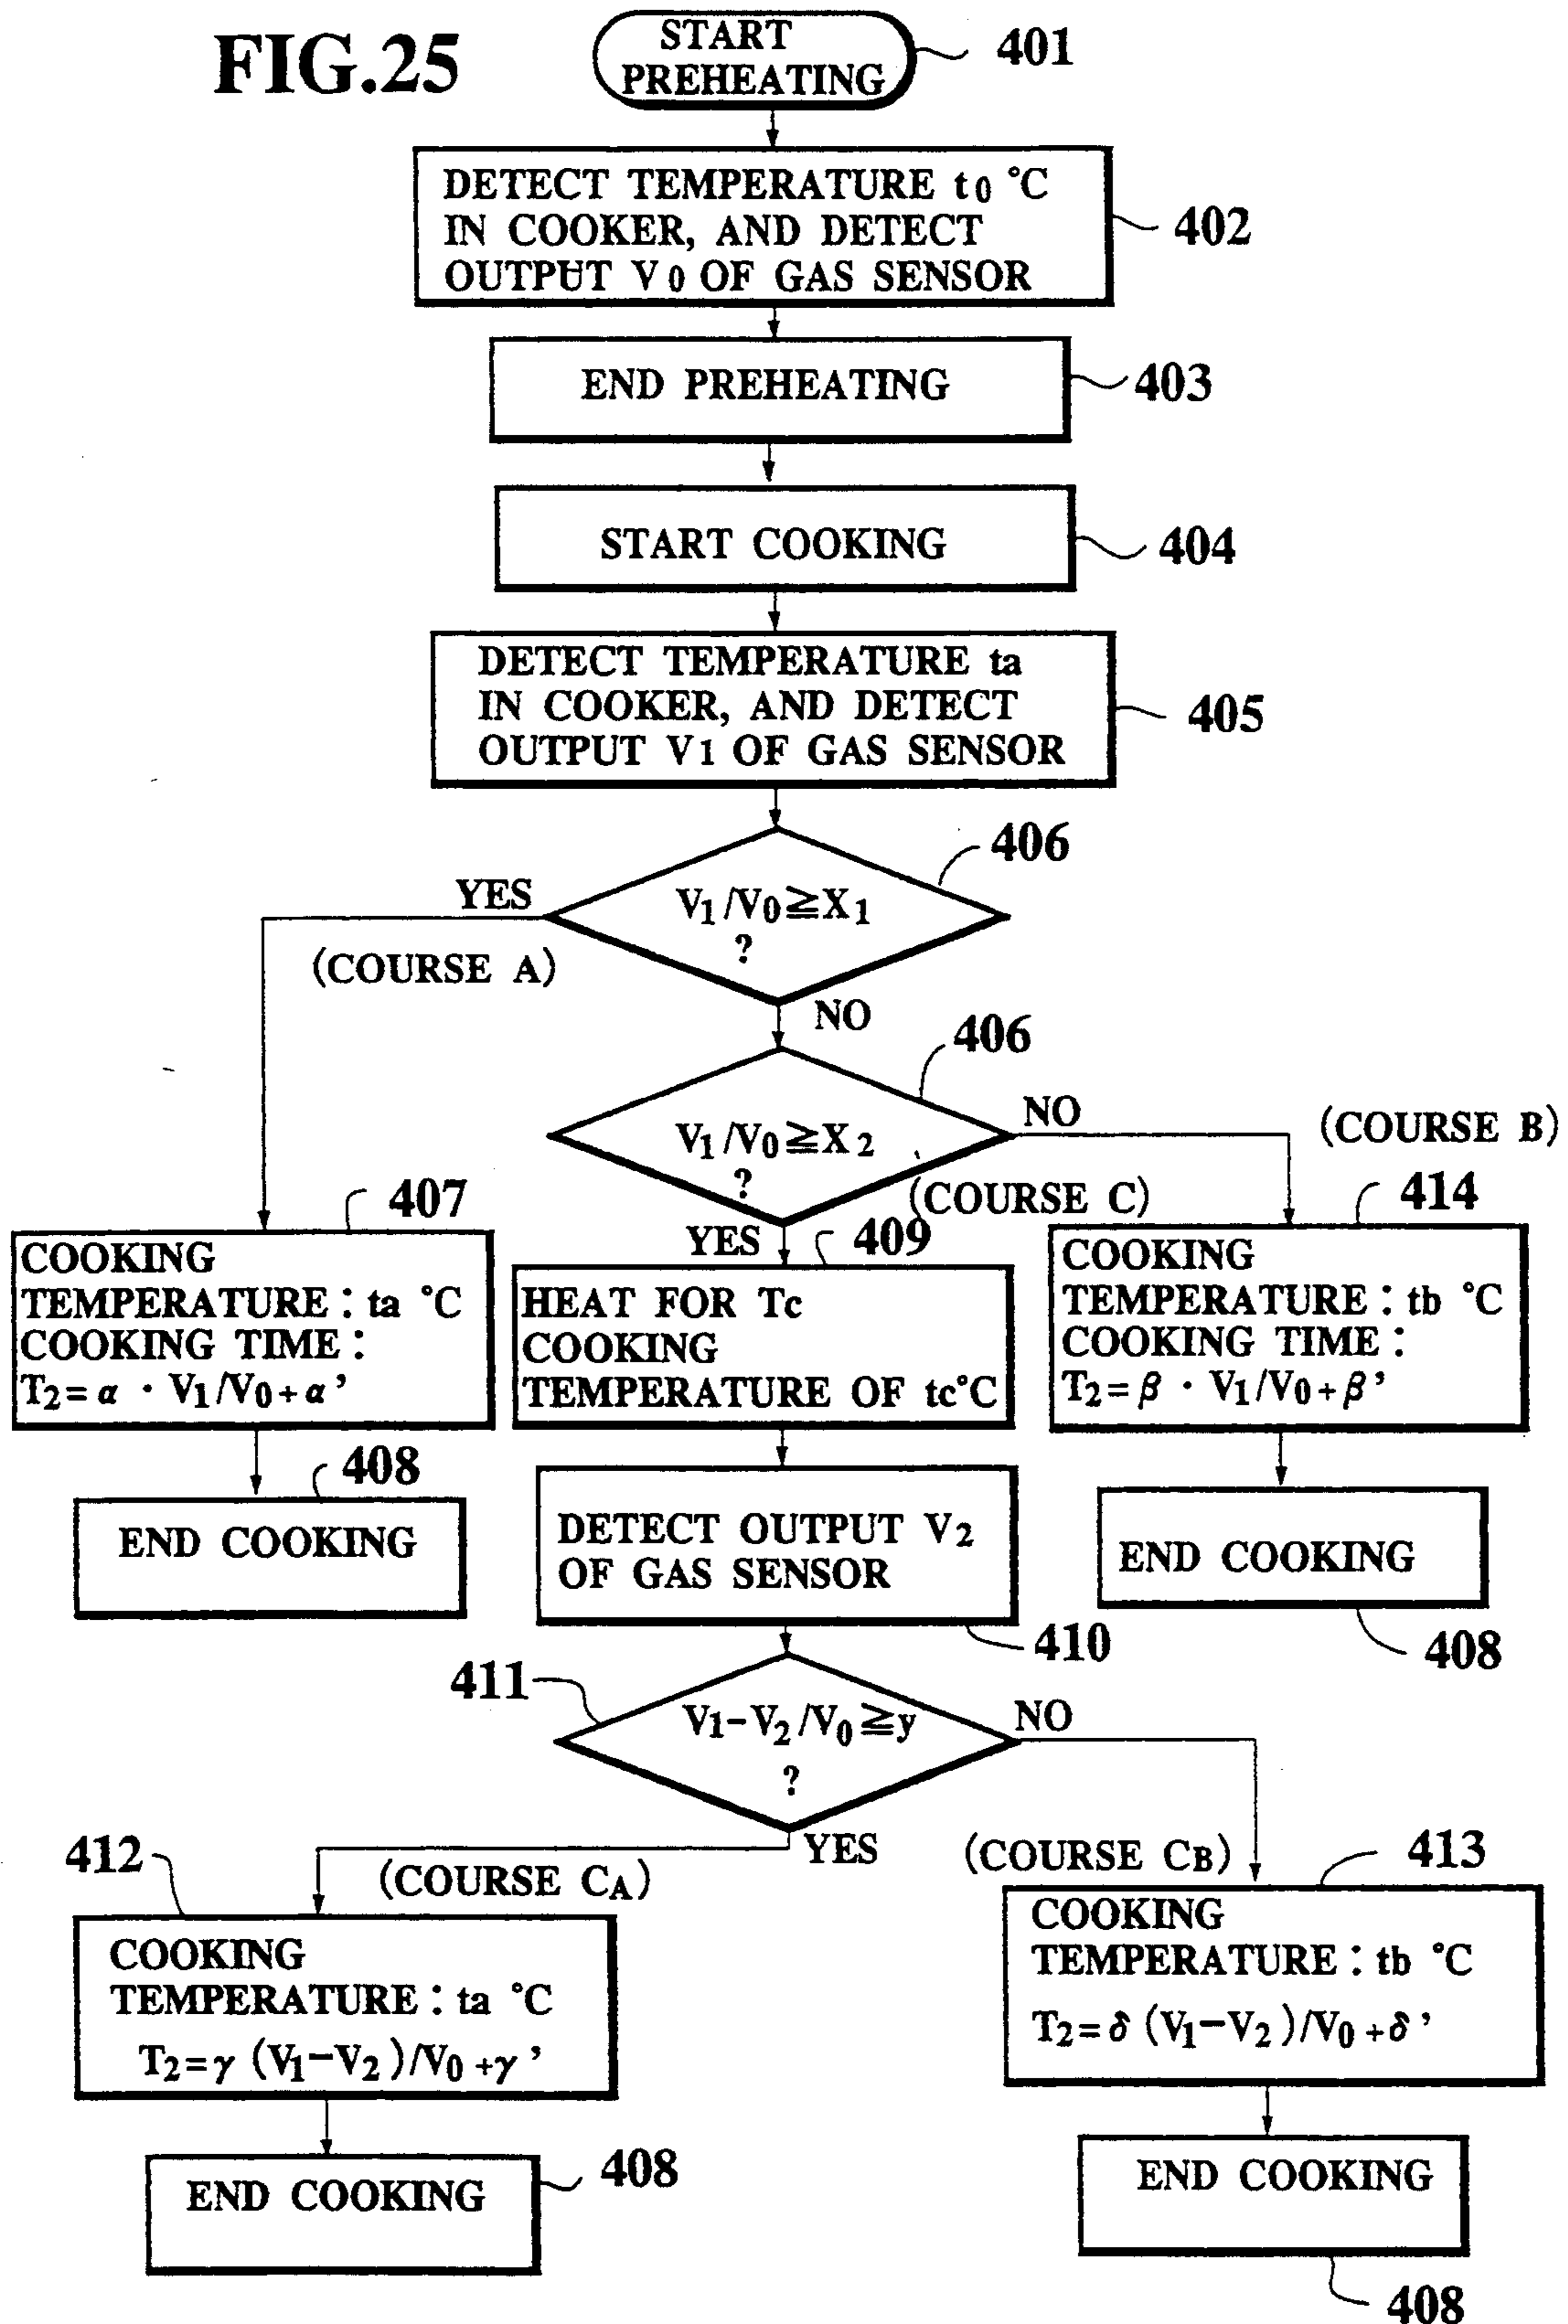 FIG.25
START
PREHEATING
401
DETECT TEMPERATURE t0 °C
IN COOKER, AND DETECT
OUTPUT V0 OF GAS SENSOR
402
END PREHEATING
403
START COOKING
404
DETECT TEMPERATURE ta
IN COOKER, AND DETECT
OUTPUT V1 OF GAS SENSOR
405
406
V1/V0≧X1
?
YES
(COURSE A)
NO
406
V1/V0≧X2
?
NO
(COURSE B)
(COURSE C)
YES
407
COOKING
TEMPERATURE : ta °C
COOKING TIME :
T2=α · V1/V0+α'
408
END COOKING
409
HEAT FOR Tc
COOKING
TEMPERATURE OF tc°C
414
COOKING
TEMPERATURE : tb °C
COOKING TIME :
T2=β · V1/V0+β'
END COOKING
408
DETECT OUTPUT V2
OF GAS SENSOR
410
411
V1-V2/V0≧y
?
NO
YES
(COURSE CA)
(COURSE CB)
412
COOKING
TEMPERATURE : ta °C
T2=γ (V1-V2)/V0+γ'
END COOKING
408
413
COOKING
TEMPERATURE : tb °C
T2=δ (V1-V2)/V0+δ'
END COOKING
408